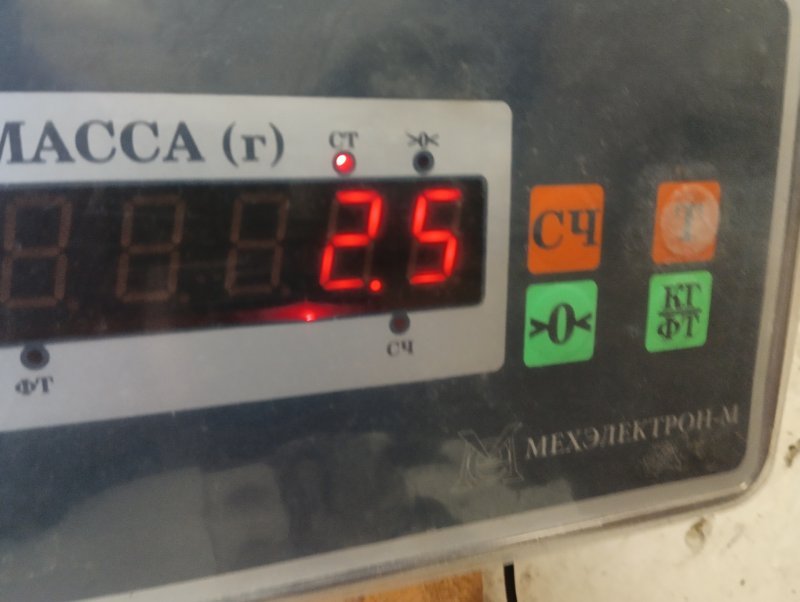 МАССА (г)
СТ
>0<
2.5
СЧ
Т
>0<
КГ
ФТ
ФТ
СЧ
МЕХЭЛЕКТРОН-М